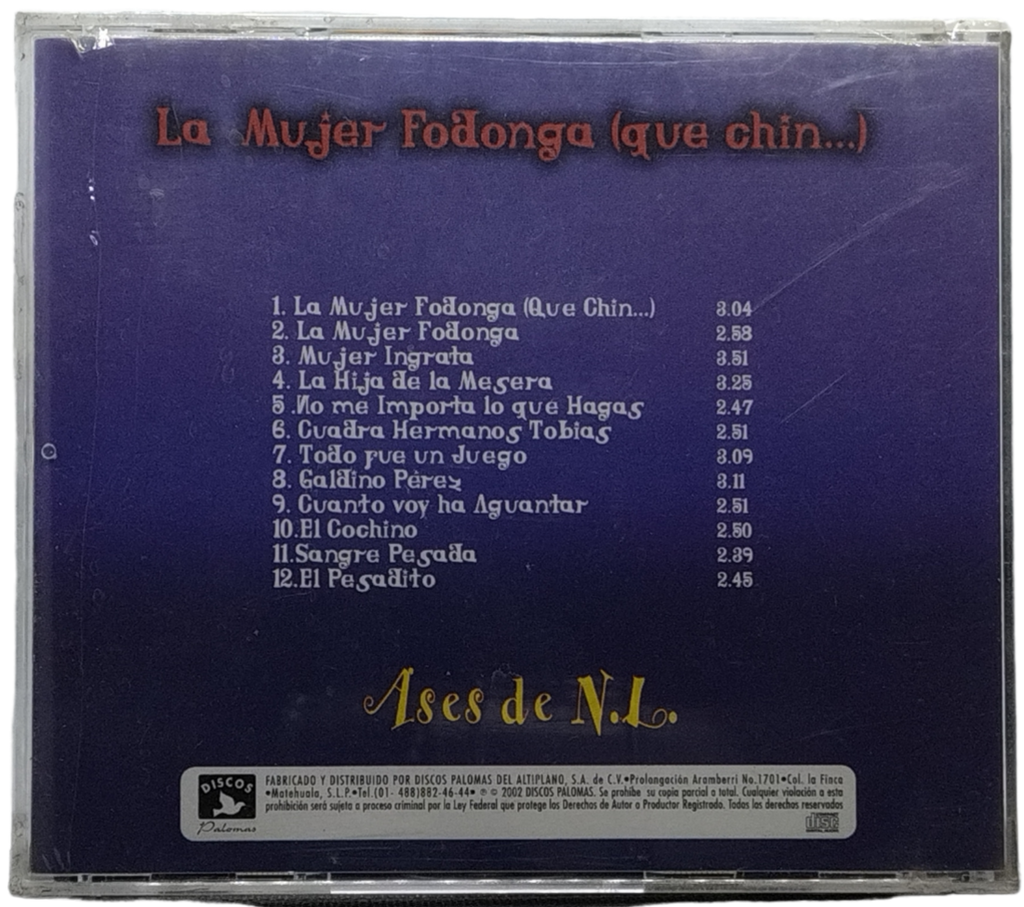 La Mujer Fodonga (que chin...)
1. La Mujer Fodonga (Que Chin...) 3.04
2. La Mujer Fodonga 2.58
3. Mujer Ingrata 3.51
4. La Hija de la Mesera 3.25
5 .No me Importa lo que Hagas 2.47
6. Cuadra Hermanos Tobias 2.51
7. Todo fue un Juego 3.09
8. Galdino Pérez 3.11
9. Cuanto voy ha Aguantar 2.51
10.El Cochino 2.50
11.Sangre Pesada 2.39
12.El Pesadito 2.45
Ases de N.L.
DISCOS
Palomas
FABRICADO Y DISTRIBUIDO POR DISCOS PALOMAS DEL ALTIPLANO, S.A. de C.V.•Prolongación Aramberri No.1701•Col. la Finca
•Matehuala, S.L.P.•Tel.(01- 488)882-46-44• ℗ © 2002 DISCOS PALOMAS. Se prohibe su copia parcial o total. Cualquier violación a esta
prohibición será sujeta a proceso criminal por la Ley Federal que protege los Derechos de Autor o Productor Registrado. Todos los derechos reservados
COMPACT
disc
DIGITAL AUDIO